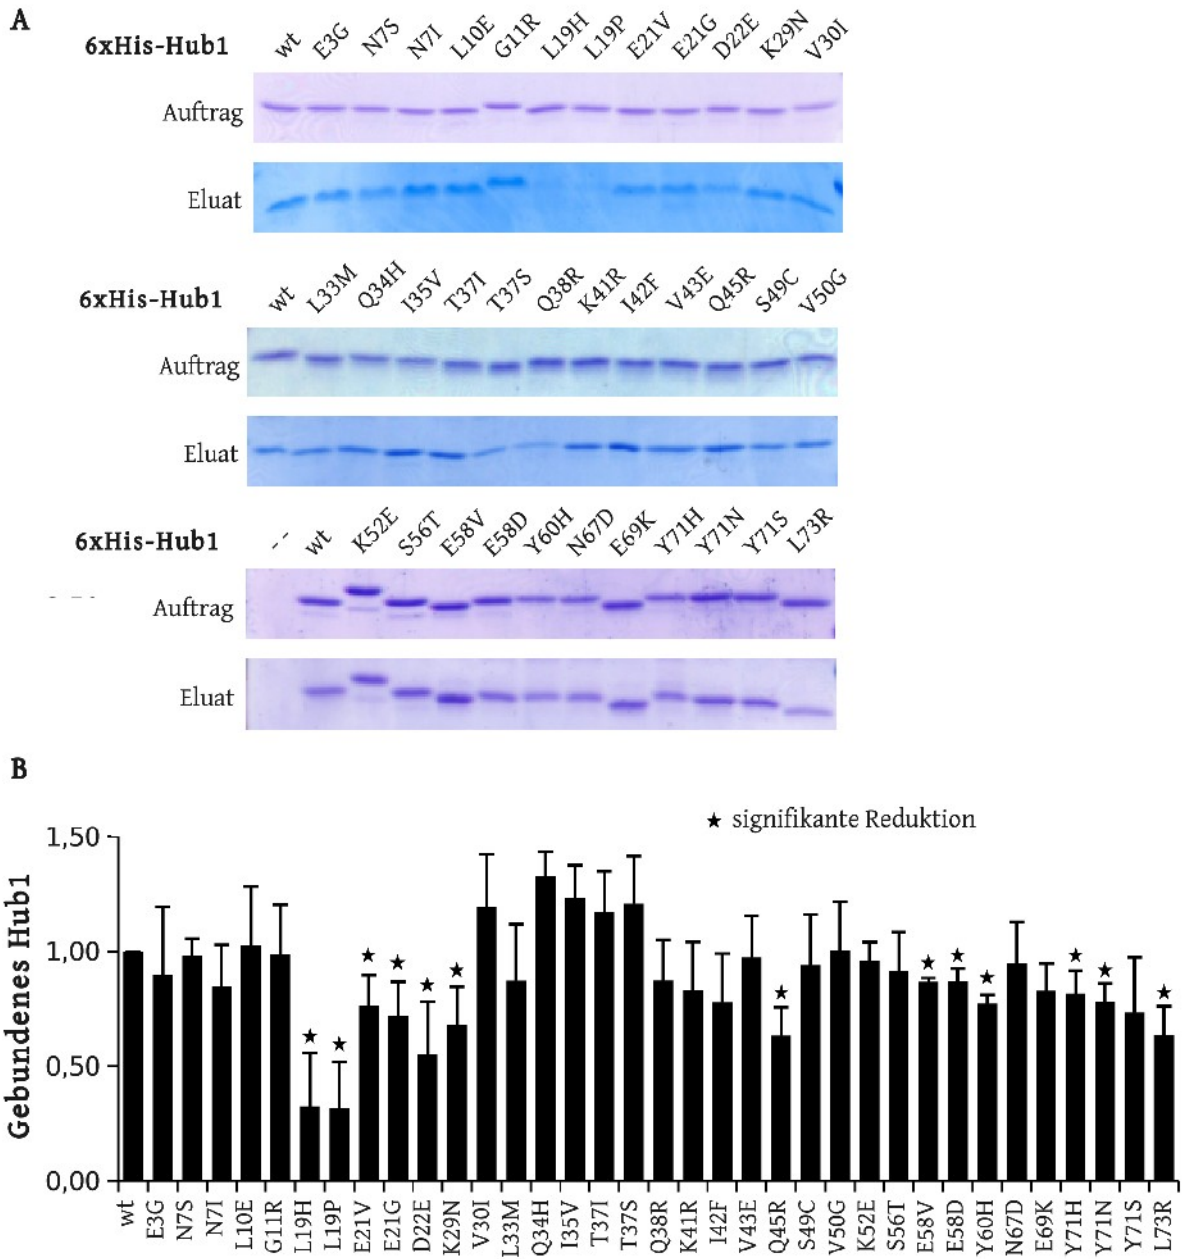 A
6xHis-Hub1 wt E3G N7S N7I L10E G11R L19H L19P E21V E21G D22E K29N V30I
Auftrag
Eluat
6xHis-Hub1 wt L33M Q34H I35V T37I T37S Q38R K41R I42F V43E Q45R S49C V50G
Auftrag
Eluat
6xHis-Hub1 -- wt K52E S56T E58V E58D Y60H N67D E69K Y71H Y71N Y71S L73R
Auftrag
Eluat
B
★ signifikante Reduktion
Gebundenes Hub1
1,50
1,00
0,50
0,00
wt E3G N7S N7I L10E G11R L19H L19P E21V E21G D22E K29N V30I L33M Q34H I35V T37I T37S Q38R K41R I42F V43E Q45R S49C V50G K52E S56T E58V E58D Y60H N67D E69K Y71H Y71N Y71S L73R